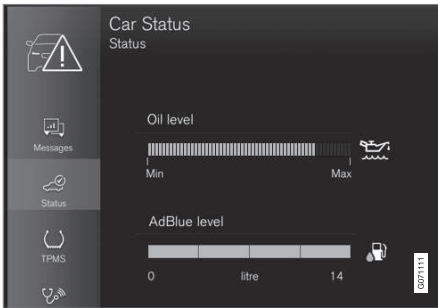 Car Status
Status
Messages
Status
TPMS
Oil level
Min Max
AdBlue level
0 litre 14
G071111